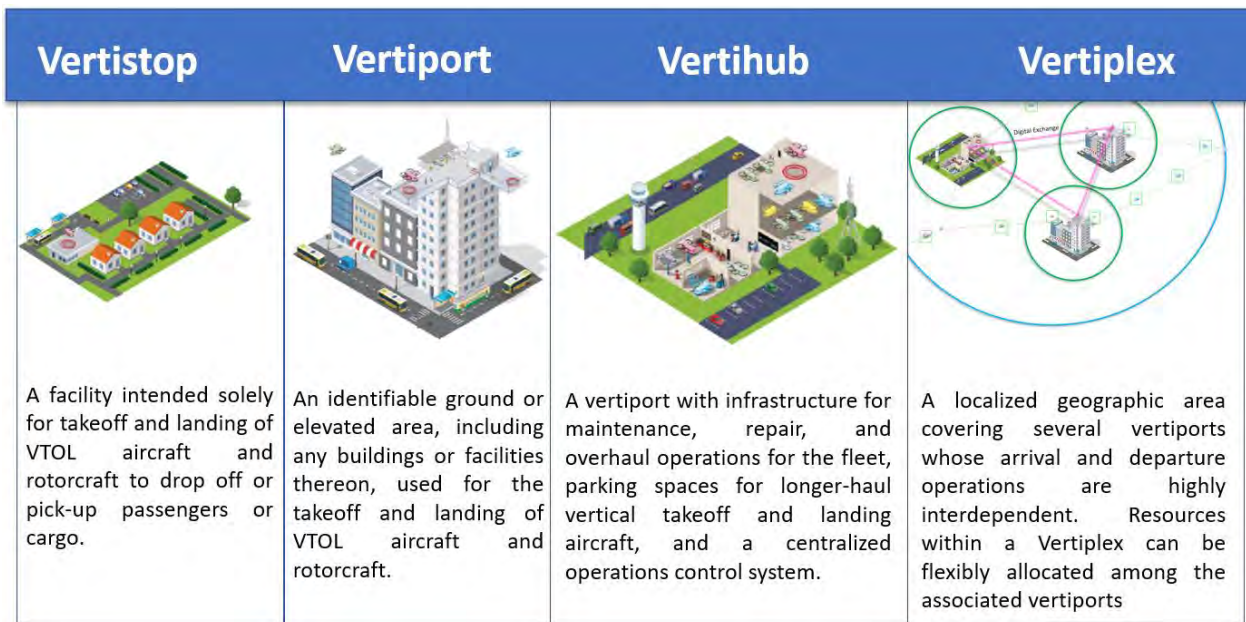 Vertistop
Vertiport
Vertihub
Vertiplex
Digital Exchange
A facility intended solely
for takeoff and landing of
VTOL aircraft and
rotorcraft to drop off or
pick-up passengers or
cargo.
An identifiable ground or
elevated area, including
any buildings or facilities
thereon, used for the
takeoff and landing of
VTOL aircraft and
rotorcraft.
A vertiport with infrastructure for
maintenance, repair, and
overhaul operations for the fleet,
parking spaces for longer-haul
vertical takeoff and landing
aircraft, and a centralized
operations control system.
A localized geographic area
covering several vertiports
whose arrival and departure
operations are highly
interdependent. Resources
within a Vertiplex can be
flexibly allocated among the
associated vertiports